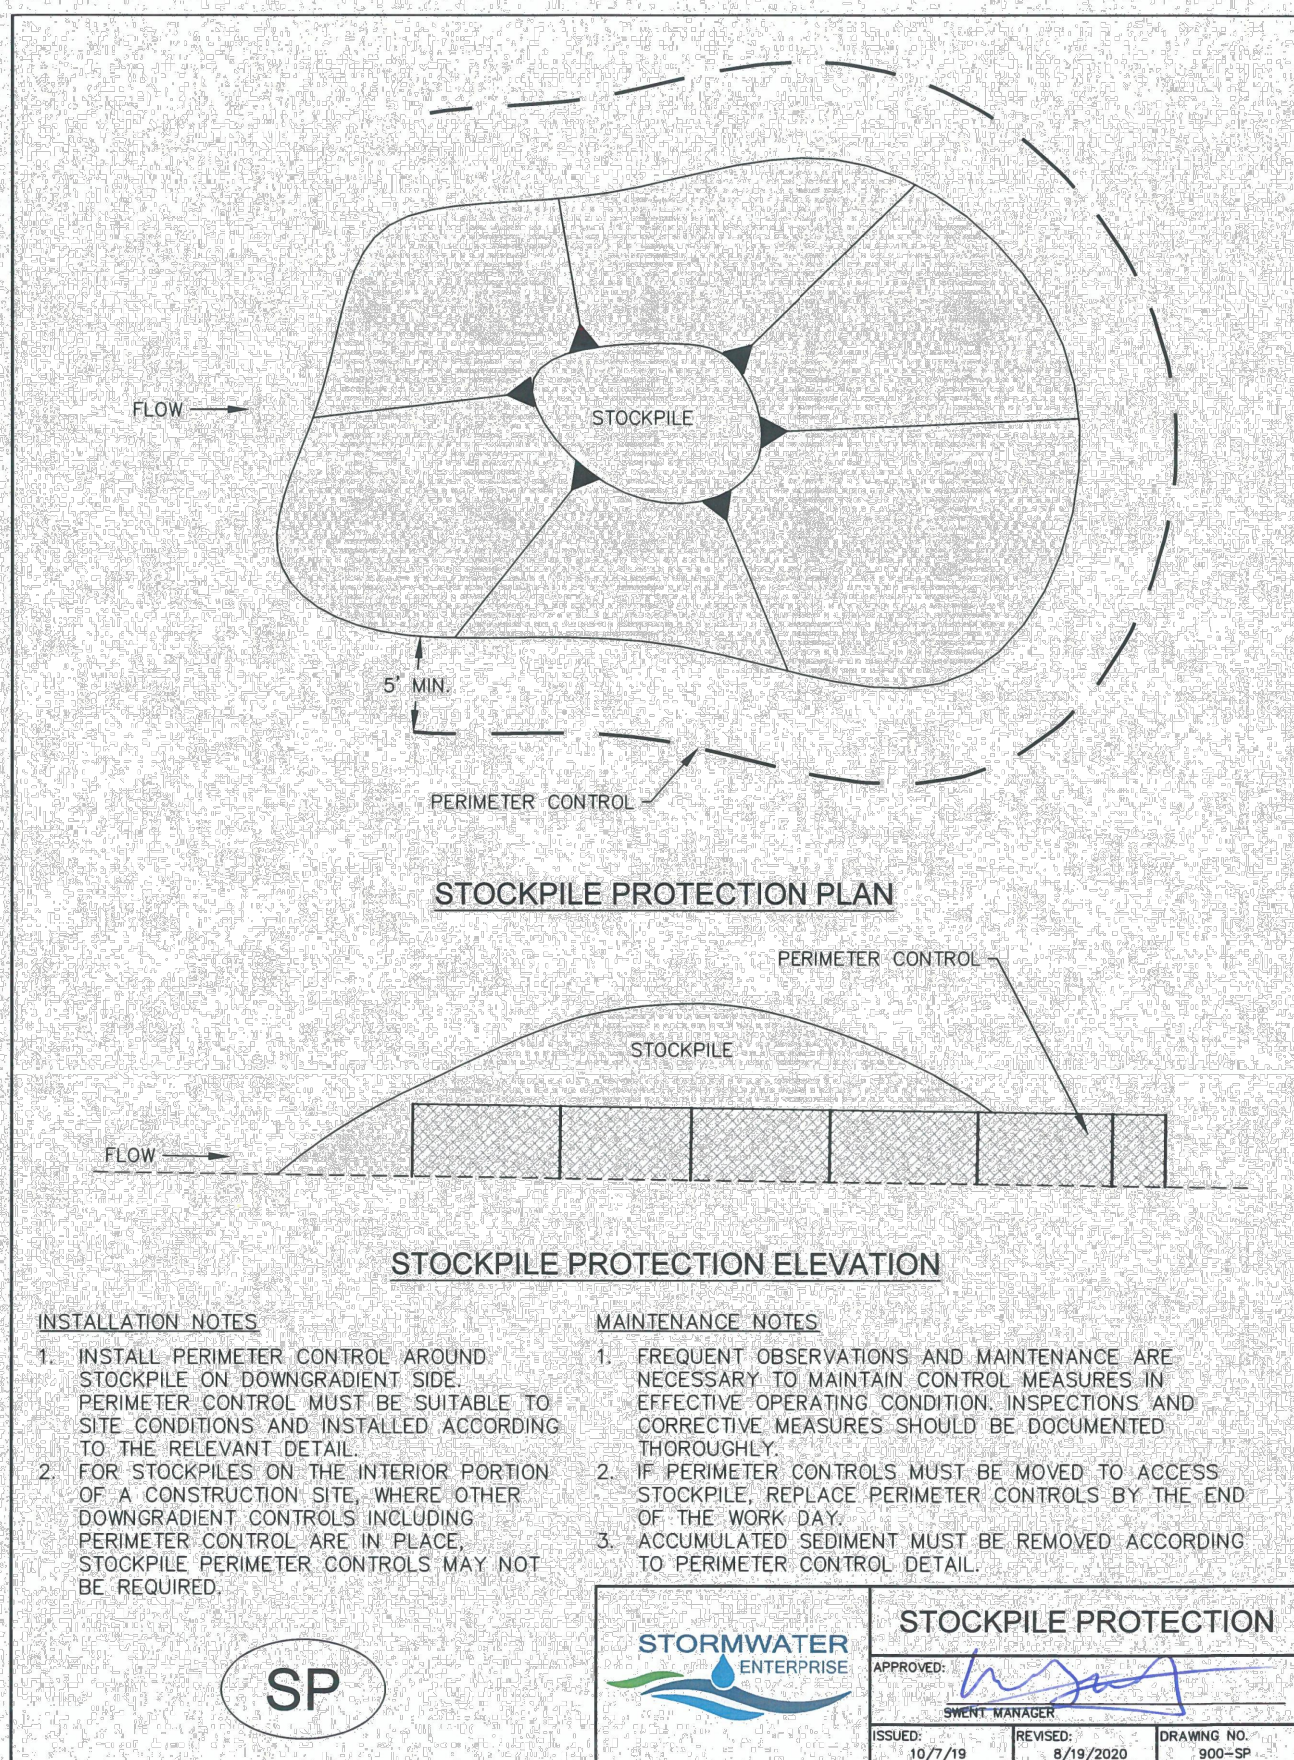 FLOW
STOCKPILE
5' MIN.
PERIMETER CONTROL
STOCKPILE PROTECTION PLAN
PERIMETER CONTROL
STOCKPILE
FLOW
STOCKPILE PROTECTION ELEVATION
INSTALLATION NOTES
1. INSTALL PERIMETER CONTROL AROUND
STOCKPILE ON DOWNGRADIENT SIDE.
PERIMETER CONTROL MUST BE SUITABLE TO
SITE CONDITIONS AND INSTALLED ACCORDING
TO THE RELEVANT DETAIL.
2. FOR STOCKPILES ON THE INTERIOR PORTION
OF A CONSTRUCTION SITE, WHERE OTHER
DOWNGRADIENT CONTROLS INCLUDING
PERIMETER CONTROL ARE IN PLACE,
STOCKPILE PERIMETER CONTROLS MAY NOT
BE REQUIRED.
MAINTENANCE NOTES
1. FREQUENT OBSERVATIONS AND MAINTENANCE ARE
NECESSARY TO MAINTAIN CONTROL MEASURES IN
EFFECTIVE OPERATING CONDITION. INSPECTIONS AND
CORRECTIVE MEASURES SHOULD BE DOCUMENTED
THOROUGHLY.
2. IF PERIMETER CONTROLS MUST BE MOVED TO ACCESS
STOCKPILE, REPLACE PERIMETER CONTROLS BY THE END
OF THE WORK DAY.
3. ACCUMULATED SEDIMENT MUST BE REMOVED ACCORDING
TO PERIMETER CONTROL DETAIL.
SP
STORMWATER
ENTERPRISE
STOCKPILE PROTECTION
APPROVED:
SWENT MANAGER
ISSUED:
10/7/19
REVISED:
8/19/2020
DRAWING NO.
900-SP